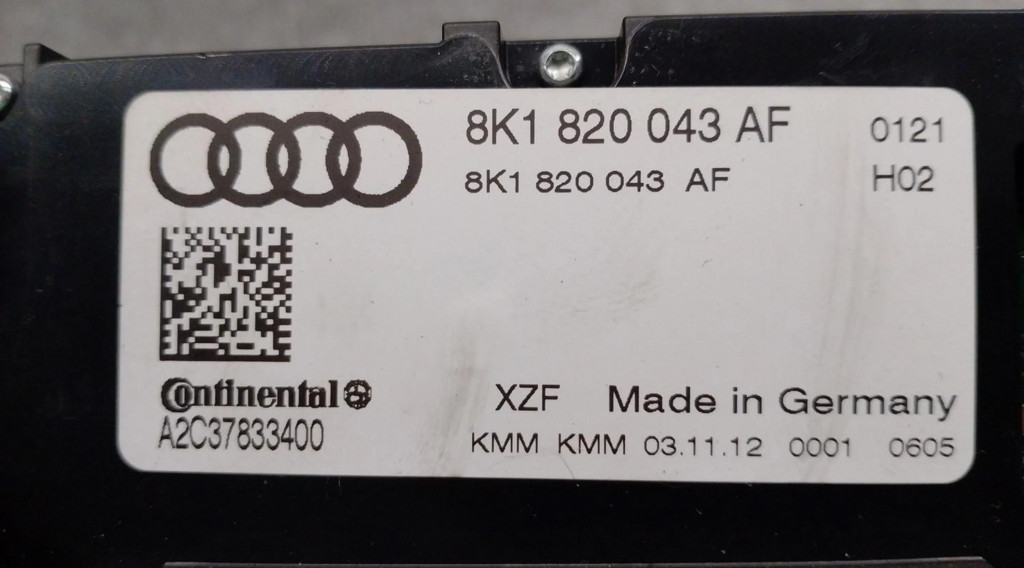 8K1 820 043 AF 0121
8K1 820 043 AF H02
Continental
A2C37833400
XZF Made in Germany
KMM KMM 03.11.12 0001 0605